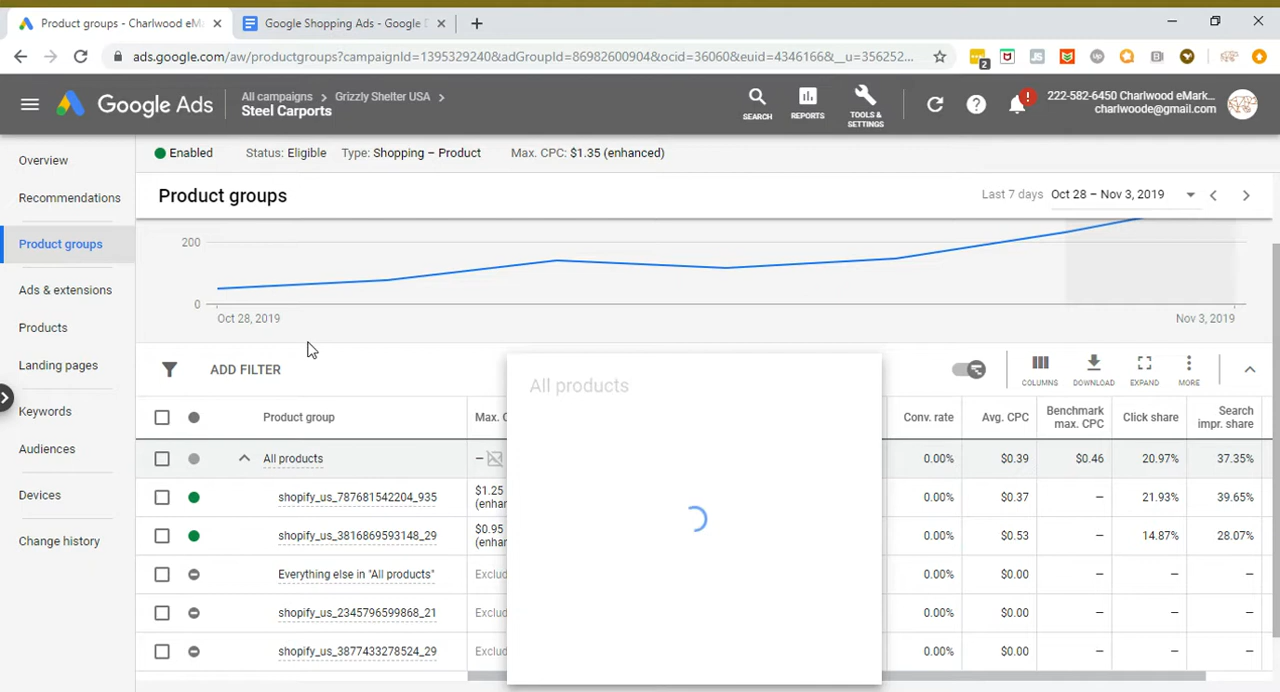 Product groups - Charlwood eMa
Google Shopping Ads - Google D
ads.google.com/aw/productgroups?campaignId=1395329240&adGroupId=86982600904&ocid=36060&euid=4346166&__u=356252...
2
Google Ads
All campaigns > Grizzly Shelter USA >
Steel Carports
SEARCH
REPORTS
TOOLS & SETTINGS
!
222-582-6450 Charlwood eMark...
charlwoode@gmail.com
Overview
Recommendations
Product groups
Ads & extensions
Products
Landing pages
Keywords
Audiences
Devices
Change history
Enabled Status: Eligible Type: Shopping – Product Max. CPC: $1.35 (enhanced)
Product groups
Last 7 days Oct 28 – Nov 3, 2019
200
0
Oct 28, 2019
Nov 3, 2019
ADD FILTER
COLUMNS
DOWNLOAD
EXPAND
MORE
All products
Product group Max. C Conv. rate Avg. CPC Benchmark max. CPC Click share Search impr. share
All products – 0.00% $0.39 $0.46 20.97% 37.35%
shopify_us_787681542204_935 $1.25 (enhan 0.00% $0.37 – 21.93% 39.65%
shopify_us_3816869593148_29 $0.95 (enhan 0.00% $0.53 – 14.87% 28.07%
Everything else in "All products" Exclud 0.00% $0.00 – – –
shopify_us_2345796599868_21 Exclud 0.00% $0.00 – – –
shopify_us_3877433278524_29 Exclud 0.00% $0.00 – – –